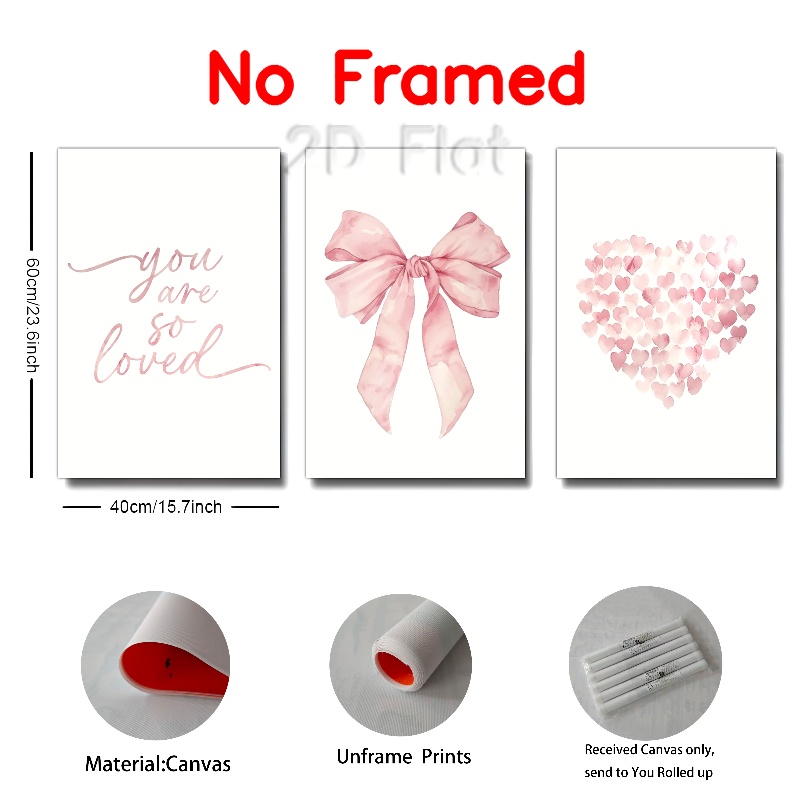 No Framed
2D Flat
60cm/23.6inch
you
are
so
loved
40cm/15.7inch
Material:Canvas
Unframe Prints
Received Canvas only,
send to You Rolled up